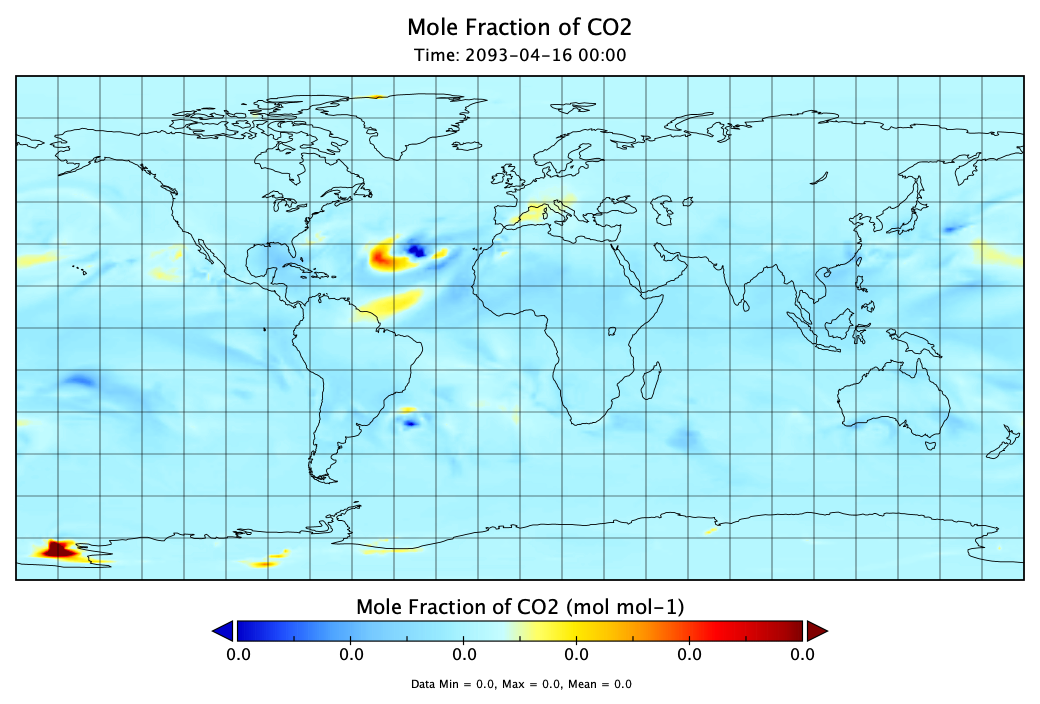 Mole Fraction of CO2
Time: 2093-04-16 00:00
Mole Fraction of CO2 (mol mol-1)
0.0 0.0 0.0 0.0 0.0 0.0
Data Min = 0.0, Max = 0.0, Mean = 0.0